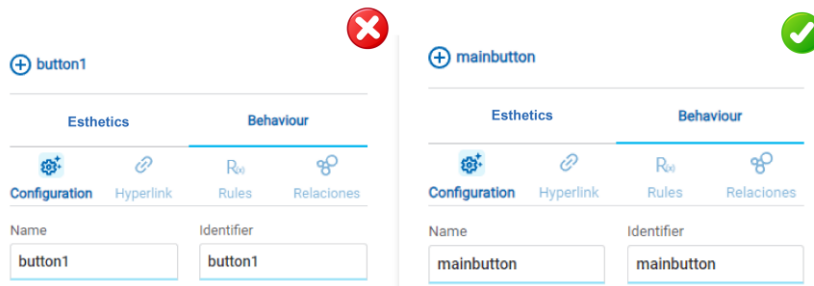 button1
Esthetics Behaviour
Configuration Hyperlink R(x) Rules Relaciones
Name Identifier
button1 button1
mainbutton
Esthetics Behaviour
Configuration Hyperlink R(x) Rules Relaciones
Name Identifier
mainbutton mainbutton